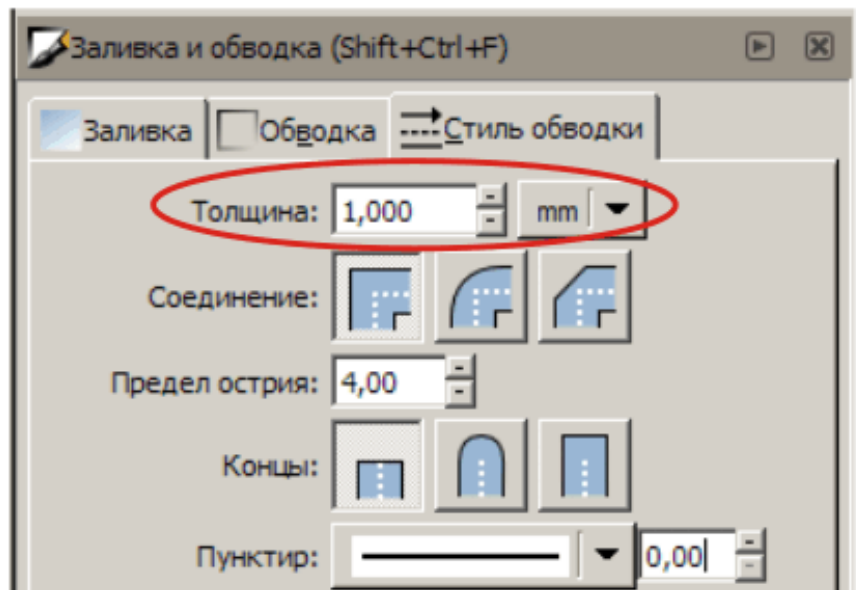 Заливка и обводка (Shift+Ctrl+F)
Заливка Обводка Стиль обводки
Толщина: 1,000 mm
Соединение:
Предел острия: 4,00
Концы:
Пунктир: 0,00